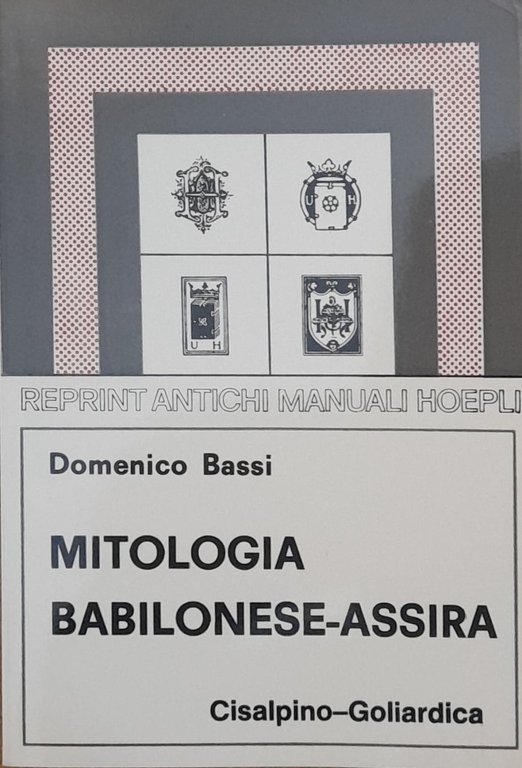 U H
U H
REPRINT ANTICHI MANUALI HOEPLI
Domenico Bassi
MITOLOGIA
BABILONESE-ASSIRA
Cisalpino–Goliardica